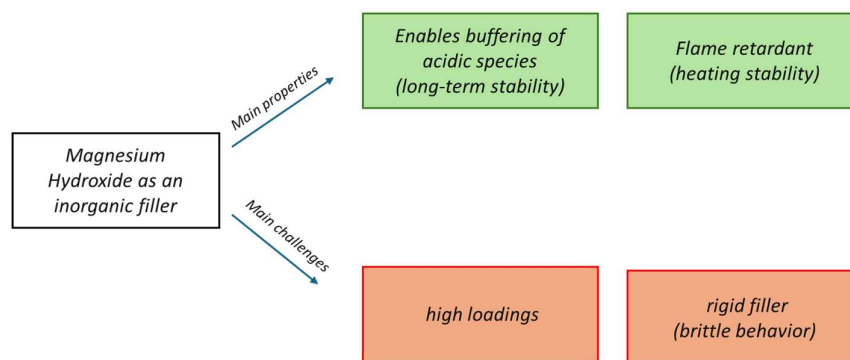 Magnesium
Hydroxide as an
inorganic filler
Main properties
Enables buffering of
acidic species
(long-term stability)
Flame retardant
(heating stability)
Main challenges
high loadings
rigid filler
(brittle behavior)